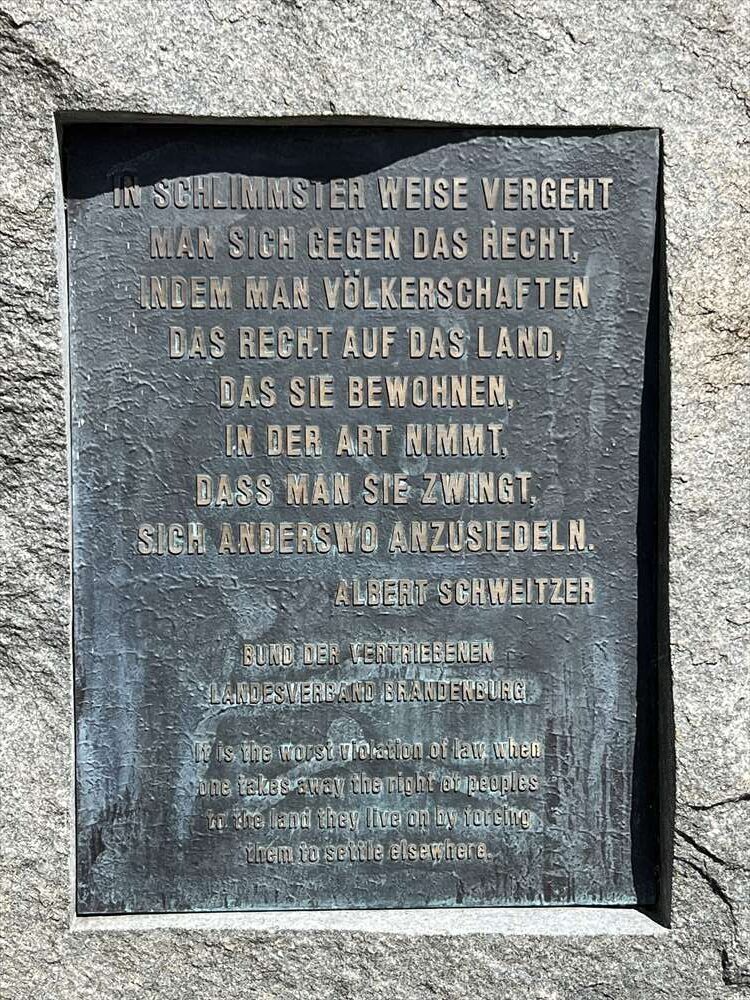 IN SCHLIMMSTER WEISE VERGEHT
MAN SICH GEGEN DAS RECHT,
INDEM MAN VÖLKERSCHAFTEN
DAS RECHT AUF DAS LAND,
DAS SIE BEWOHNEN,
IN DER ART NIMMT,
DASS MAN SIE ZWINGT,
SICH ANDERSWO ANZUSIEDELN.
ALBERT SCHWEITZER
BUND DER VERTRIEBENEN
LANDESVERBAND BRANDENBURG
It is the worst violation of law, when
one takes away the right of peoples
to the land they live on by forcing
them to settle elsewhere.